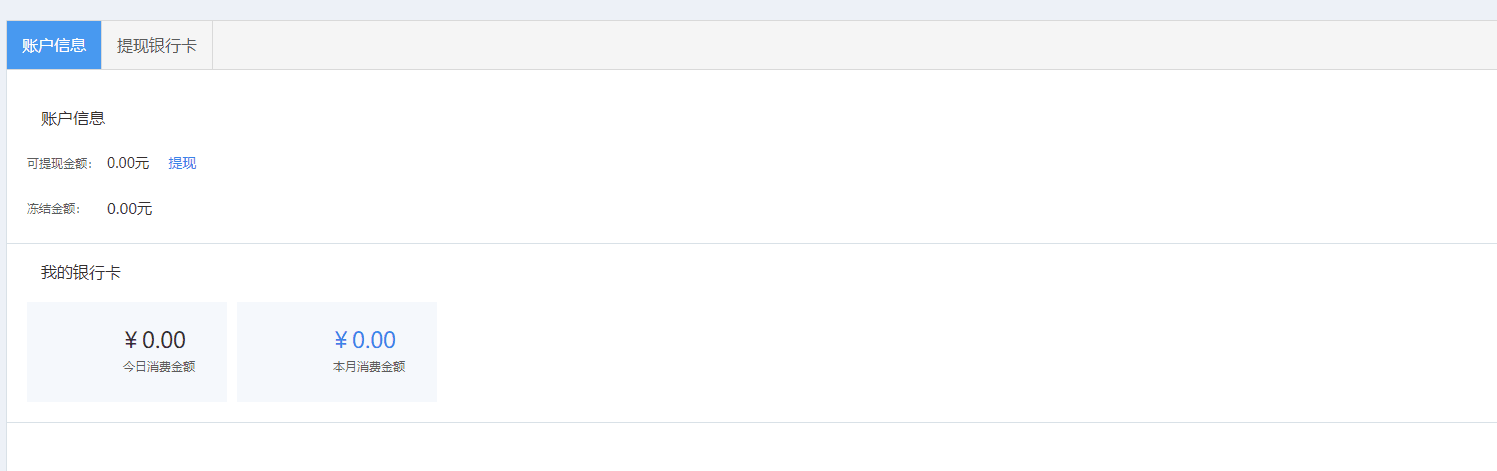 账户信息 提现银行卡
账户信息
可提现金额： 0.00元 提现
冻结金额： 0.00元
我的银行卡
￥0.00 ￥0.00
今日消费金额 本月消费金额